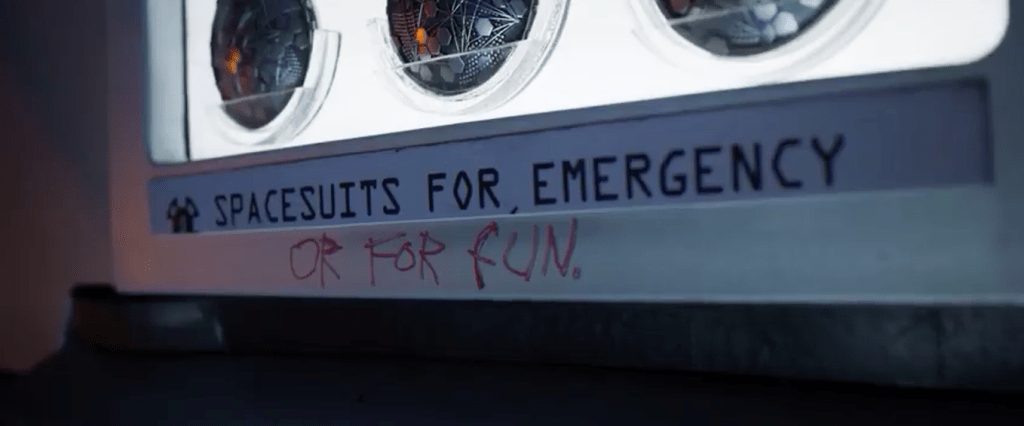 SPACESUITS FOR EMERGENCY
OR FOR FUN.